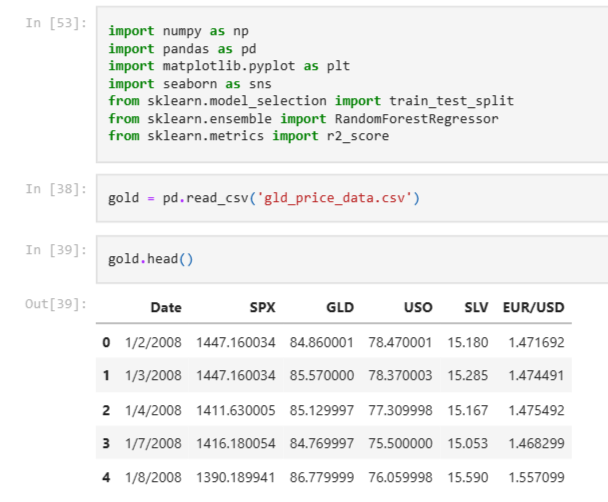 In [53]:
import numpy as np
import pandas as pd
import matplotlib.pyplot as plt
import seaborn as sns
from sklearn.model_selection import train_test_split
from sklearn.ensemble import RandomForestRegressor
from sklearn.metrics import r2_score
In [38]:
gold = pd.read_csv('gld_price_data.csv')
In [39]:
gold.head()
Out[39]:
Date SPX GLD USO SLV EUR/USD
0 1/2/2008 1447.160034 84.860001 78.470001 15.180 1.471692
1 1/3/2008 1447.160034 85.570000 78.370003 15.285 1.474491
2 1/4/2008 1411.630005 85.129997 77.309998 15.167 1.475492
3 1/7/2008 1416.180054 84.769997 75.500000 15.053 1.468299
4 1/8/2008 1390.189941 86.779999 76.059998 15.590 1.557099